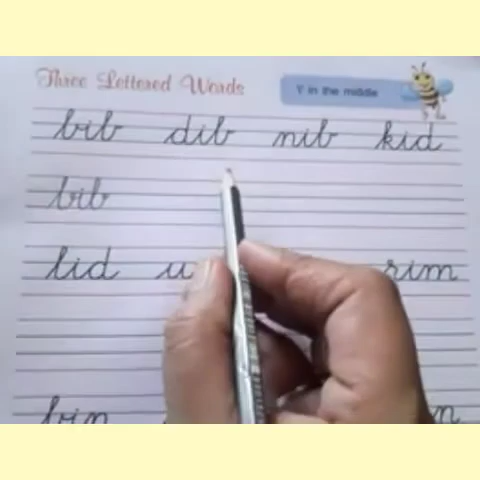 Three Lettered Words
'i' in the middle
bib dib nib kid
bib
lid rim